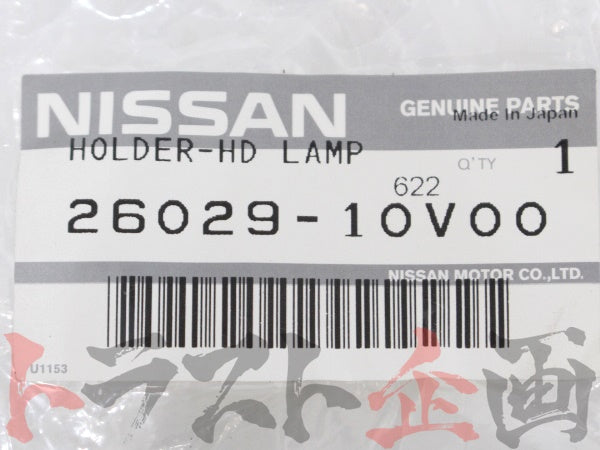 NISSAN GENUINE PARTS
Made In Japan
HOLDER-HD LAMP Q'TY 1
622
26029-10V00
NISSAN MOTOR CO.,LTD.
U1153
トラスト企画